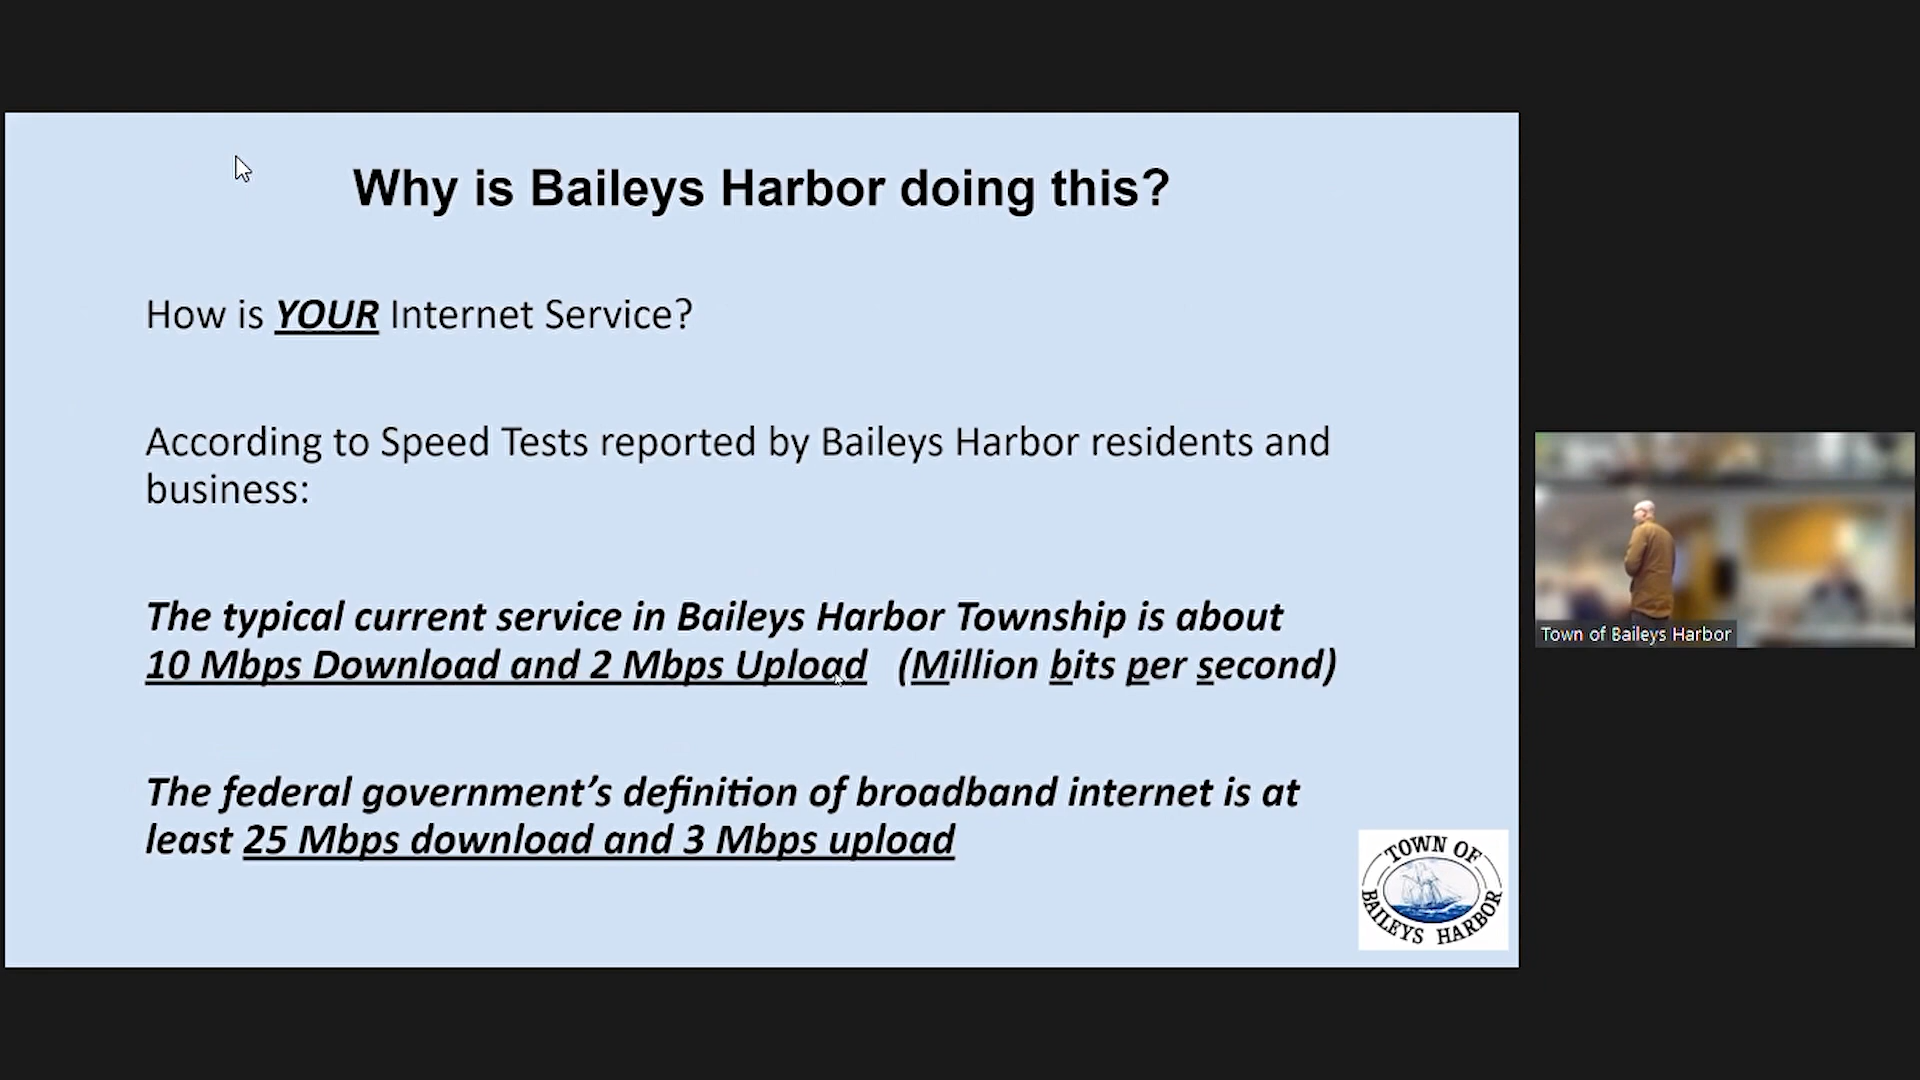 Why is Baileys Harbor doing this?
How is YOUR Internet Service?
According to Speed Tests reported by Baileys Harbor residents and
business:
The typical current service in Baileys Harbor Township is about
10 Mbps Download and 2 Mbps Upload (Million bits per second)
The federal government’s definition of broadband internet is at
least 25 Mbps download and 3 Mbps upload
TOWN OF
BAILEYS HARBOR
Town of Baileys Harbor